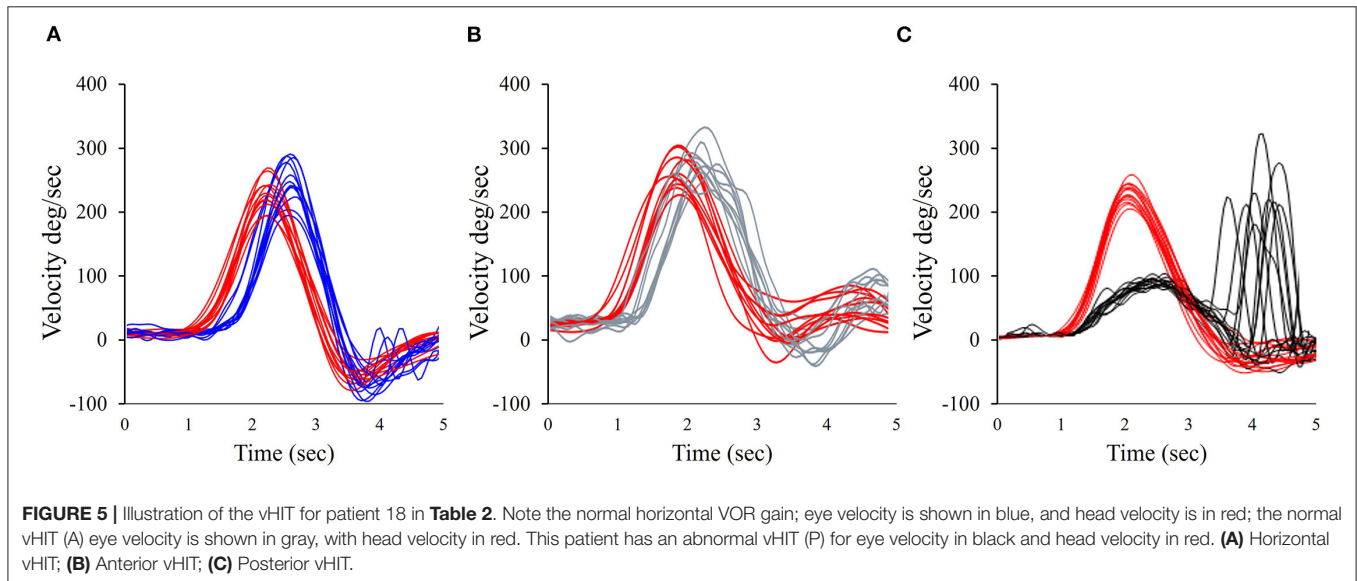 A
B
C
400
300
200
100
0
-100
Velocity deg/sec
0 1 2 3 4 5
Time (sec)
400
300
200
100
0
-100
Velocity deg/sec
0 1 2 3 4 5
Time (sec)
400
300
200
100
0
-100
Velocity deg/sec
0 1 2 3 4 5
Time (sec)
FIGURE 5 | Illustration of the vHIT for patient 18 in Table 2. Note the normal horizontal VOR gain; eye velocity is shown in blue, and head velocity is in red; the normal
vHIT (A) eye velocity is shown in gray, with head velocity in red. This patient has an abnormal vHIT (P) for eye velocity in black and head velocity in red. (A) Horizontal
vHIT; (B) Anterior vHIT; (C) Posterior vHIT.